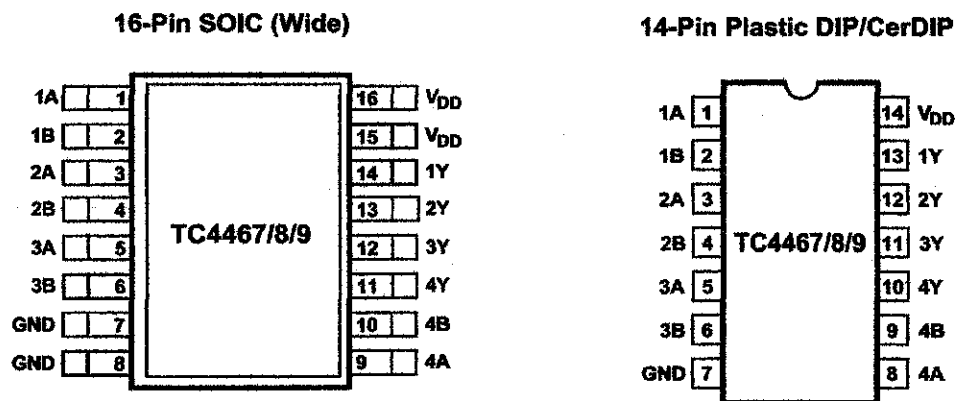 16-Pin SOIC (Wide)
1A 1
1B 2
2A 3
2B 4
3A 5
3B 6
GND 7
GND 8
TC4467/8/9
16 VDD
15 VDD
14 1Y
13 2Y
12 3Y
11 4Y
10 4B
9 4A
14-Pin Plastic DIP/CerDIP
1A 1
1B 2
2A 3
2B 4
3A 5
3B 6
GND 7
TC4467/8/9
14 VDD
13 1Y
12 2Y
11 3Y
10 4Y
9 4B
8 4A